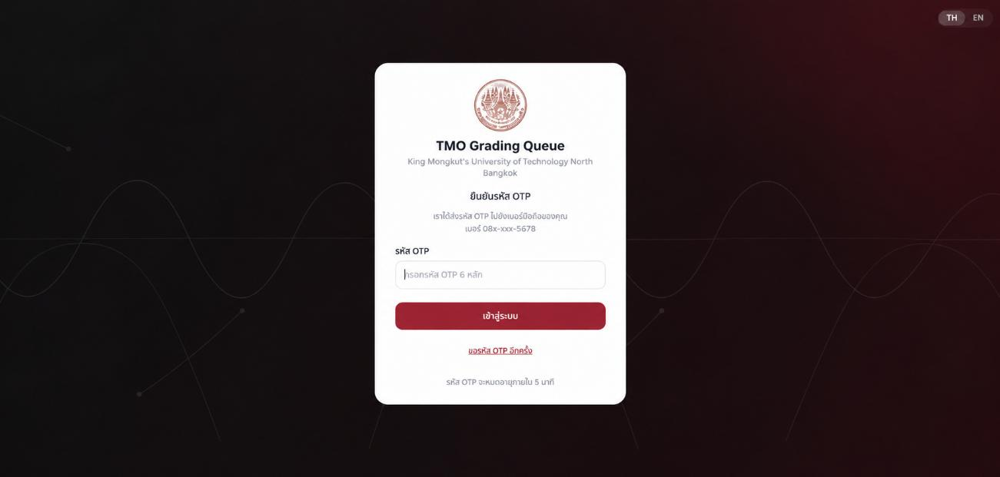 TH EN
TMO Grading Queue
King Mongkut's University of Technology North
Bangkok
ยืนยันรหัส OTP
เราได้ส่งรหัส OTP ไปยังเบอร์มือถือของคุณ
เบอร์ 08x-xxx-5678
รหัส OTP
กรอกรหัส OTP 6 หลัก
เข้าสู่ระบบ
ขอรหัส OTP อีกครั้ง
รหัส OTP จะหมดอายุภายใน 5 นาที